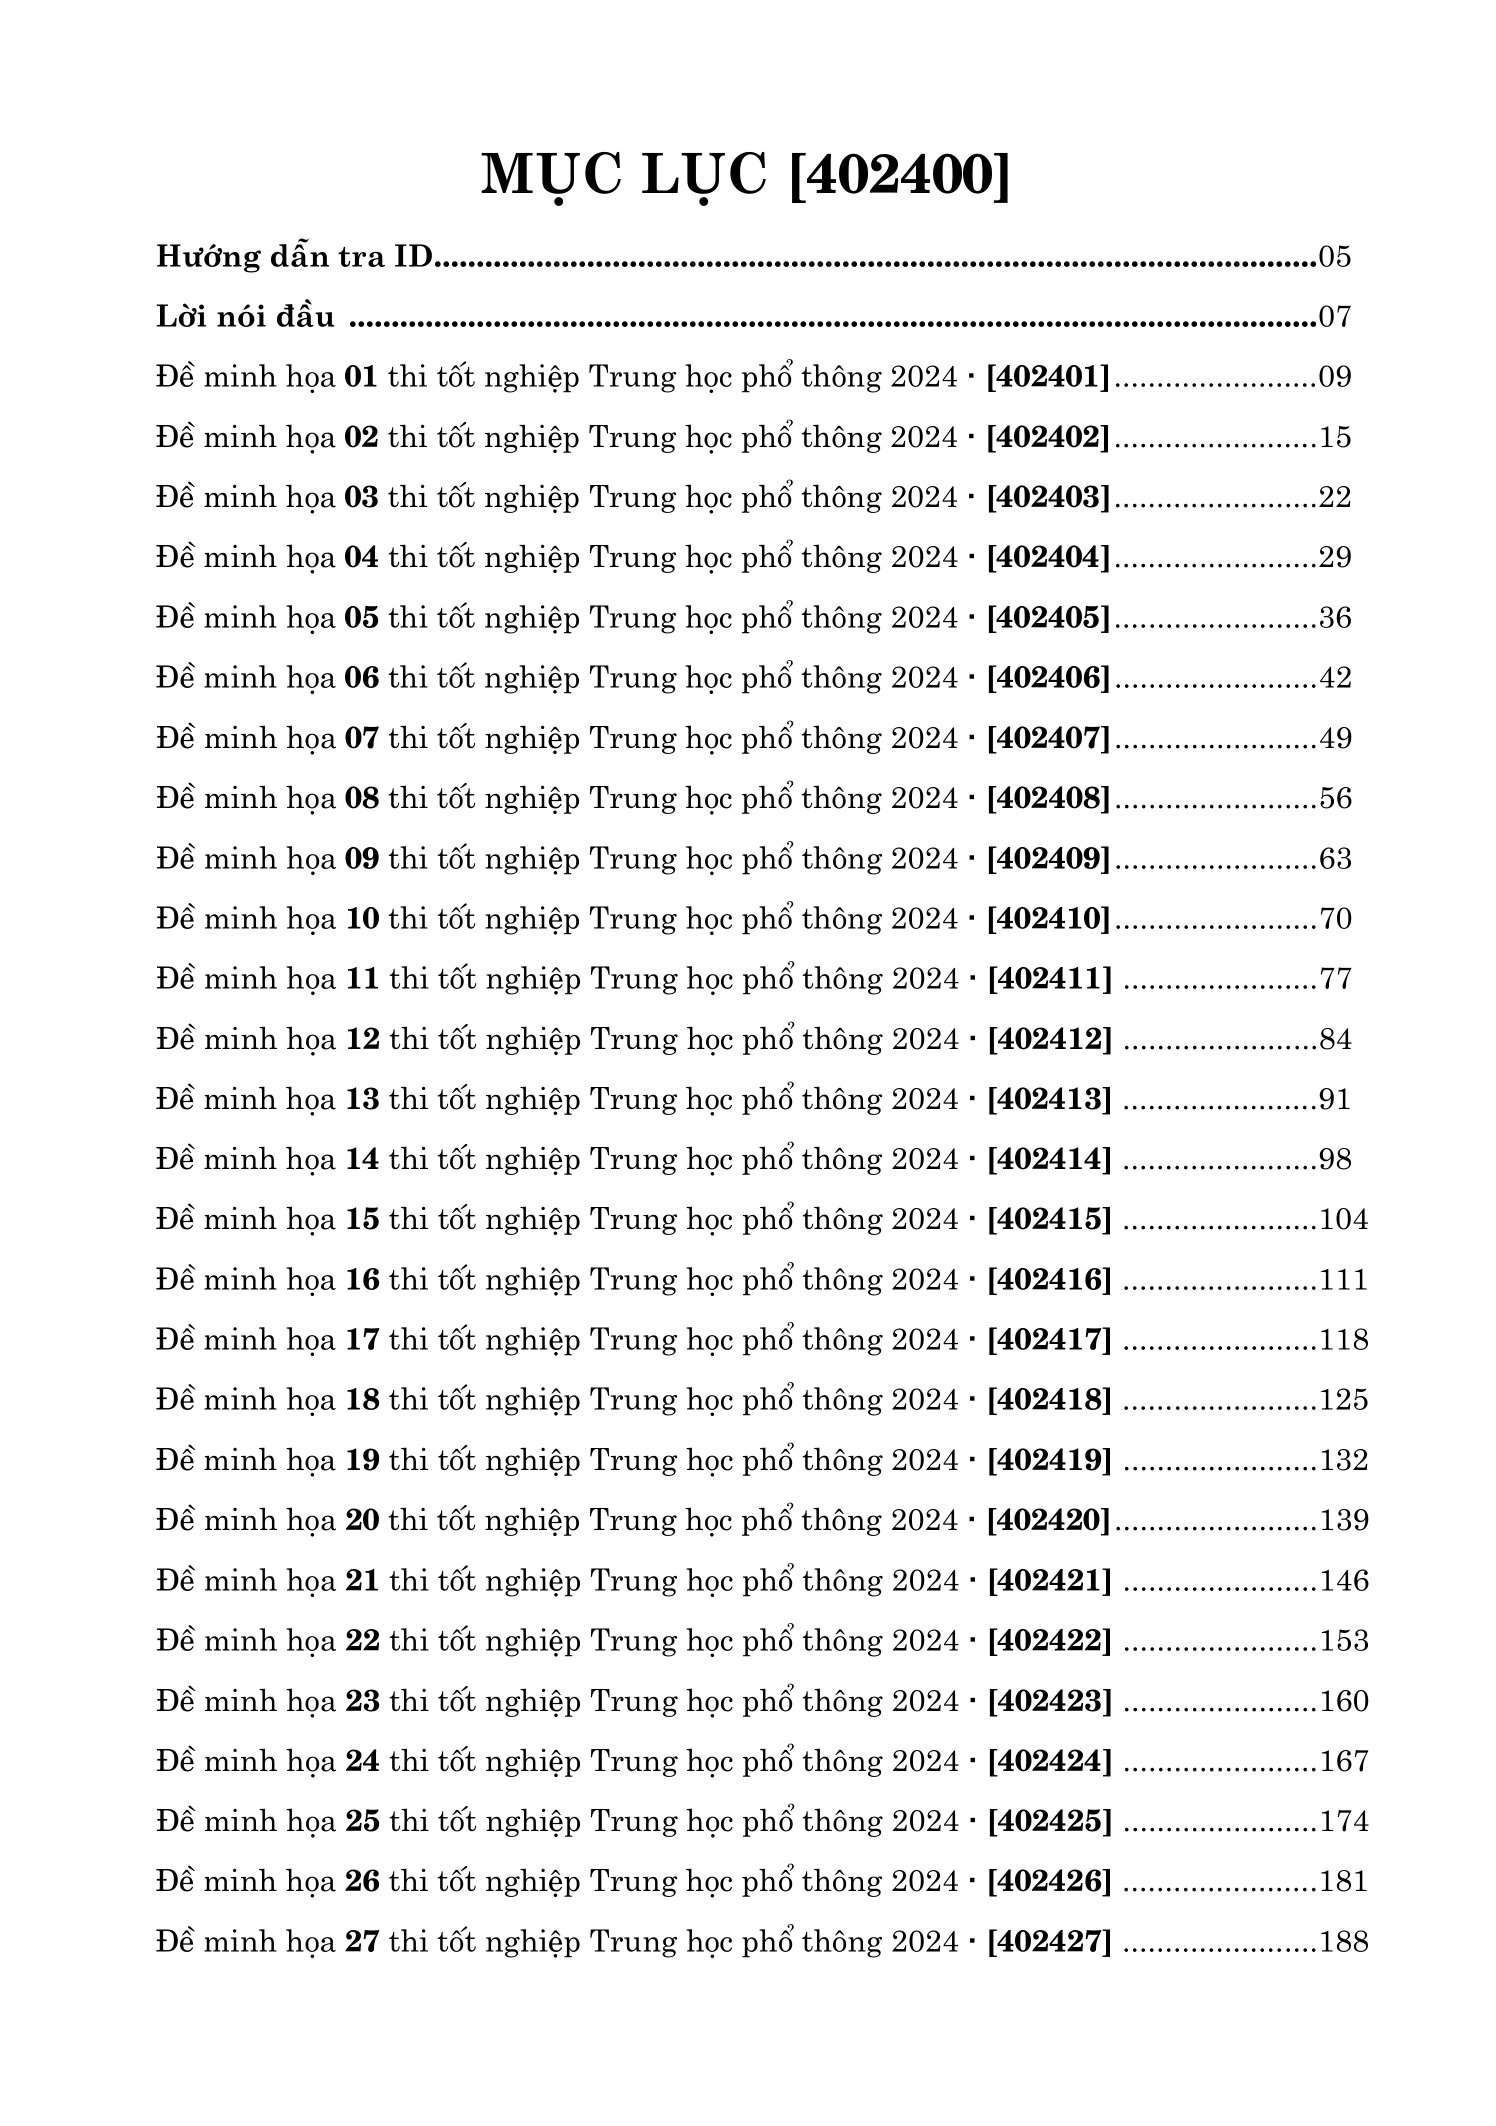 MỤC LỤC [402400]
Hướng dẫn tra ID........................................................................................................05
Lời nói đầu ..................................................................................................................07
Đề minh họa 01 thi tốt nghiệp Trung học phổ thông 2024 · [402401]........................09
Đề minh họa 02 thi tốt nghiệp Trung học phổ thông 2024 · [402402]........................15
Đề minh họa 03 thi tốt nghiệp Trung học phổ thông 2024 · [402403]........................22
Đề minh họa 04 thi tốt nghiệp Trung học phổ thông 2024 · [402404]........................29
Đề minh họa 05 thi tốt nghiệp Trung học phổ thông 2024 · [402405]........................36
Đề minh họa 06 thi tốt nghiệp Trung học phổ thông 2024 · [402406]........................42
Đề minh họa 07 thi tốt nghiệp Trung học phổ thông 2024 · [402407]........................49
Đề minh họa 08 thi tốt nghiệp Trung học phổ thông 2024 · [402408]........................56
Đề minh họa 09 thi tốt nghiệp Trung học phổ thông 2024 · [402409]........................63
Đề minh họa 10 thi tốt nghiệp Trung học phổ thông 2024 · [402410]........................70
Đề minh họa 11 thi tốt nghiệp Trung học phổ thông 2024 · [402411] .......................77
Đề minh họa 12 thi tốt nghiệp Trung học phổ thông 2024 · [402412] .......................84
Đề minh họa 13 thi tốt nghiệp Trung học phổ thông 2024 · [402413] .......................91
Đề minh họa 14 thi tốt nghiệp Trung học phổ thông 2024 · [402414] .......................98
Đề minh họa 15 thi tốt nghiệp Trung học phổ thông 2024 · [402415] .......................104
Đề minh họa 16 thi tốt nghiệp Trung học phổ thông 2024 · [402416] .......................111
Đề minh họa 17 thi tốt nghiệp Trung học phổ thông 2024 · [402417] .......................118
Đề minh họa 18 thi tốt nghiệp Trung học phổ thông 2024 · [402418] .......................125
Đề minh họa 19 thi tốt nghiệp Trung học phổ thông 2024 · [402419] .......................132
Đề minh họa 20 thi tốt nghiệp Trung học phổ thông 2024 · [402420]........................139
Đề minh họa 21 thi tốt nghiệp Trung học phổ thông 2024 · [402421] .......................146
Đề minh họa 22 thi tốt nghiệp Trung học phổ thông 2024 · [402422] .......................153
Đề minh họa 23 thi tốt nghiệp Trung học phổ thông 2024 · [402423] .......................160
Đề minh họa 24 thi tốt nghiệp Trung học phổ thông 2024 · [402424] .......................167
Đề minh họa 25 thi tốt nghiệp Trung học phổ thông 2024 · [402425] .......................174
Đề minh họa 26 thi tốt nghiệp Trung học phổ thông 2024 · [402426] .......................181
Đề minh họa 27 thi tốt nghiệp Trung học phổ thông 2024 · [402427] .......................188